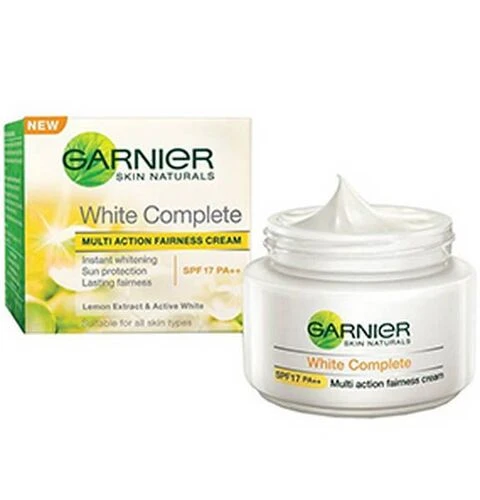 NEW
GARNIER
SKIN NATURALS
White Complete
MULTI ACTION FAIRNESS CREAM
Instant whitening
Sun protection
Lasting fairness
SPF 17 PA++
Lemon Extract & Active White
Suitable for all skin types
GARNIER
SKIN NATURALS
White Complete
SPF17 PA++ Multi action fairness cream